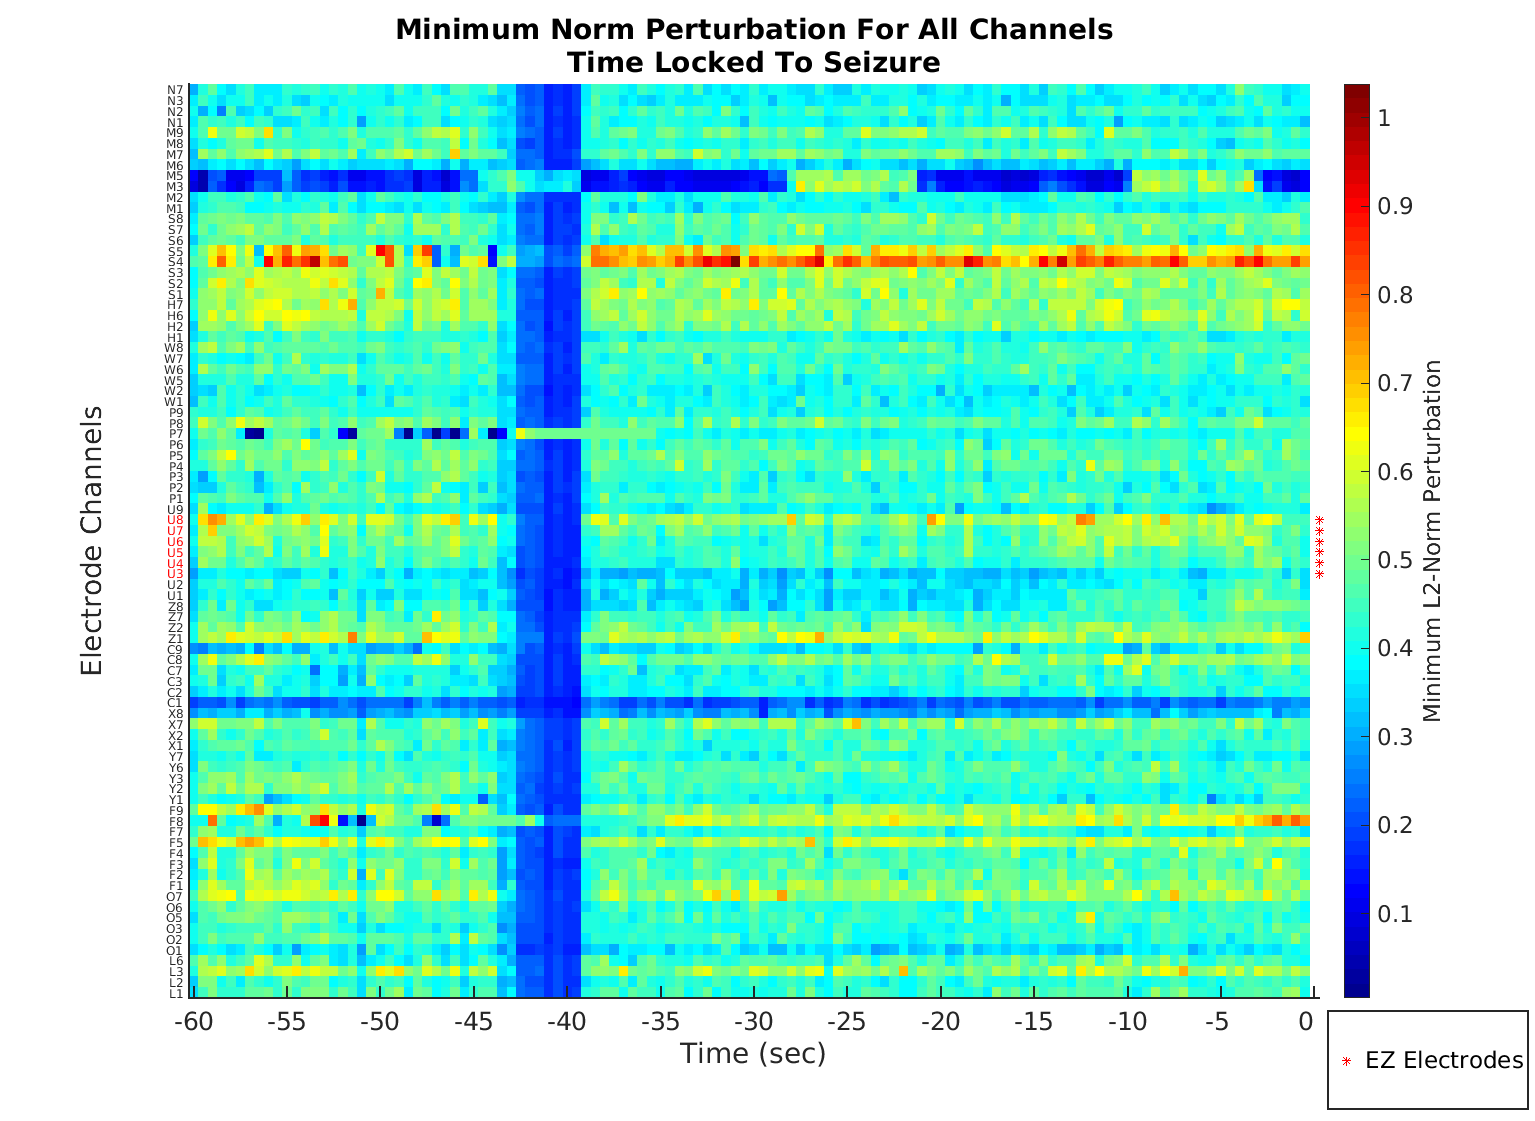 Minimum Norm Perturbation For All Channels
Time Locked To Seizure
Electrode Channels
N7
N3
N2
N1
M9
M8
M7
M6
M5
M3
M2
M1
S8
S7
S6
S5
S4
S3
S2
S1
H7
H6
H2
H1
W8
W7
W6
W5
W2
W1
P9
P8
P7
P6
P5
P4
P3
P2
P1
U9
U8
U7
U6
U5
U4
U3
U2
U1
Z8
Z7
Z2
Z1
C9
C8
C7
C3
C2
C1
X8
X7
X2
X1
Y7
Y6
Y3
Y2
Y1
F9
F8
F7
F5
F4
F3
F2
F1
O7
O6
O5
O3
O2
O1
L6
L3
L2
L1
-60 -55 -50 -45 -40 -35 -30 -25 -20 -15 -10 -5 0
Time (sec)
1
0.9
0.8
0.7
0.6
0.5
0.4
0.3
0.2
0.1
Minimum L2-Norm Perturbation
EZ Electrodes